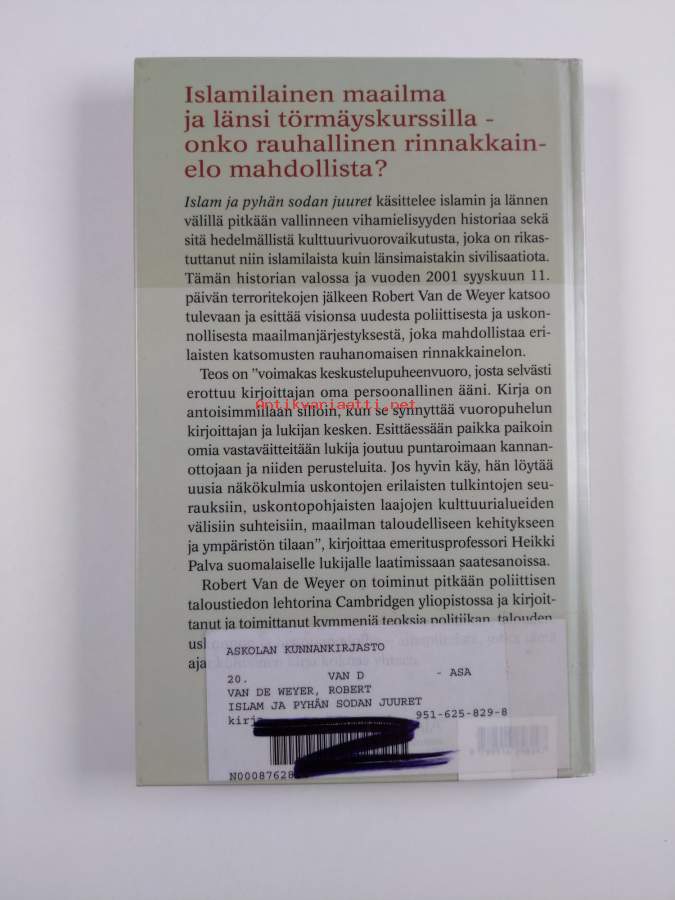 Islamilainen maailma
ja länsi törmäyskurssilla -
onko rauhallinen rinnakkain-
elo mahdollista?
Islam ja pyhän sodan juuret käsittelee islamin ja lännen
välillä pitkään vallinneen vihamielisyyden historiaa sekä
sitä hedelmällistä kulttuurivuorovaikutusta, joka on rikas-
tuttanut niin islamilaista kuin länsimaistakin sivilisaatiota.
Tämän historian valossa ja vuoden 2001 syyskuun 11.
päivän terroritekojen jälkeen Robert Van de Weyer katsoo
tulevaan ja esittää visionsa uudesta poliittisesta ja uskon-
nollisesta maailmanjärjestyksestä, joka mahdollistaa eri-
laisten katsomusten rauhanomaisen rinnakkainelon.
Teos on "voimakas keskustelupuheenvuoro, josta selvästi
erottuu kirjoittajan oma persoonallinen ääni. Kirja on
Antikvariaatti.net
antoisimmillaan silloin, kun se synnyttää vuoropuhelun
kirjoittajan ja lukijan kesken. Esittäessään paikka paikoin
omia vastaväitteitään lukija joutuu puntaroimaan kannan-
ottojaan ja niiden perusteluita. Jos hyvin käy, hän löytää
uusia näkökulmia uskontojen erilaisten tulkintojen seu-
rauksiin, uskontopohjaisten laajojen kulttuurialueiden
välisiin suhteisiin, maailman taloudelliseen kehitykseen
ja ympäristön tilaan", kirjoittaa emeritusprofessori Heikki
Palva suomalaiselle lukijalle laatimissaan saatesanoissa.
Robert Van de Weyer on toiminut pitkään poliittisen
taloustiedon lehtorina Cambridgen yliopistossa ja kirjoit-
tanut ja toimittanut kymmeniä teoksia politiikan, talouden,
ASKOLAN KUNNANKIRJASTO
20. VAN D - ASA
VAN DE WEYER, ROBERT
ISLAM JA PYHÄN SODAN JUURET
kirja 951-625-829-8
N00087628